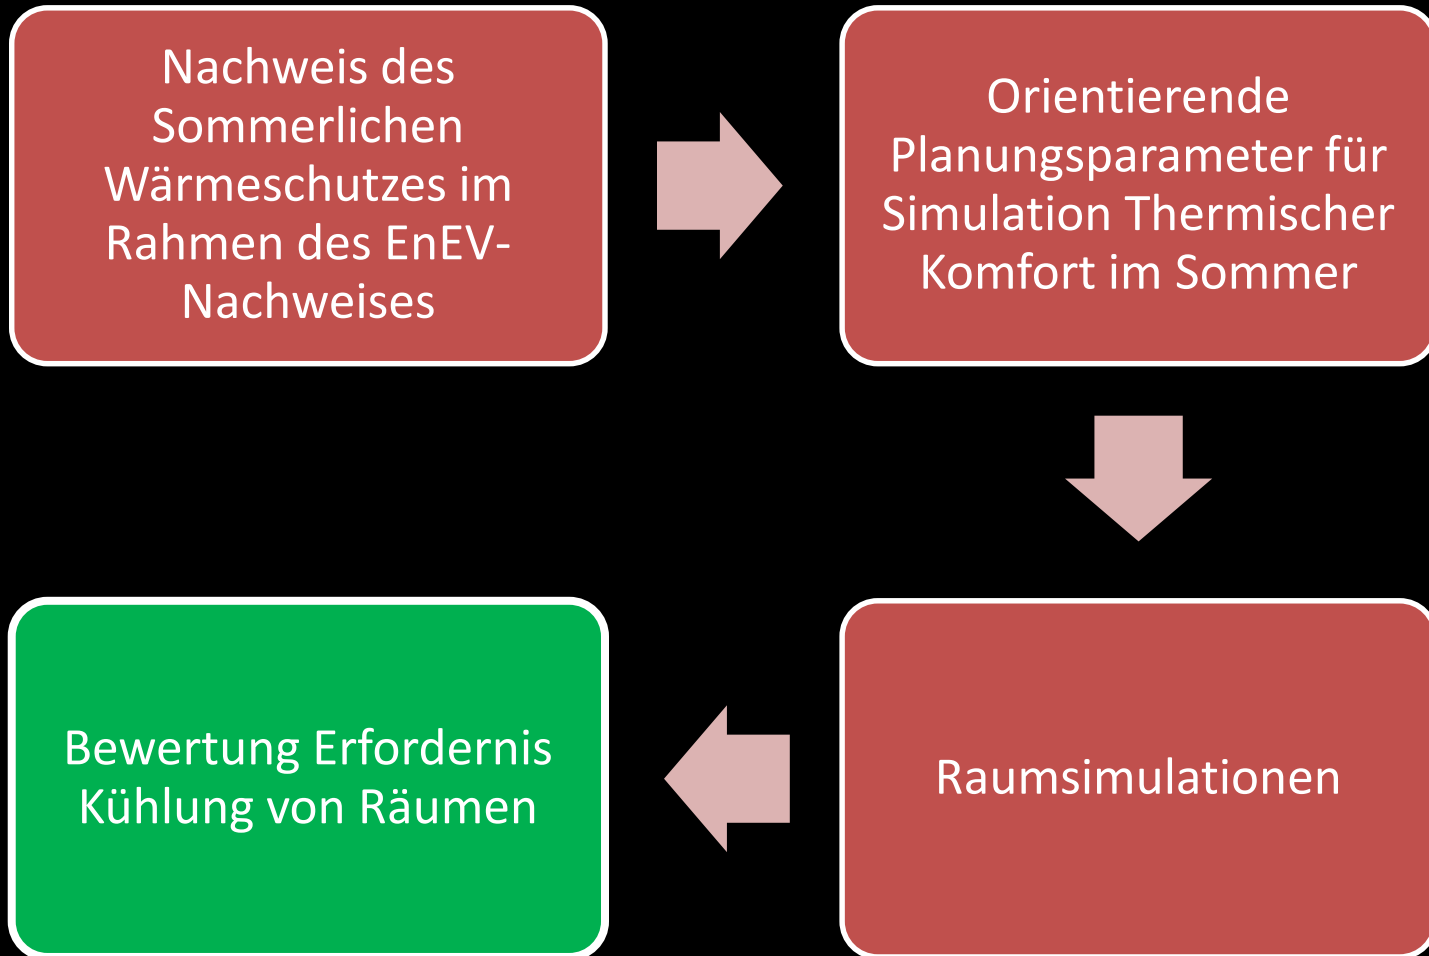 Nachweis des
Sommerlichen
Wärmeschutzes im
Rahmen des EnEV-
Nachweises
Orientierende
Planungsparameter für
Simulation Thermischer
Komfort im Sommer
Raumsimulationen
Bewertung Erfordernis
Kühlung von Räumen